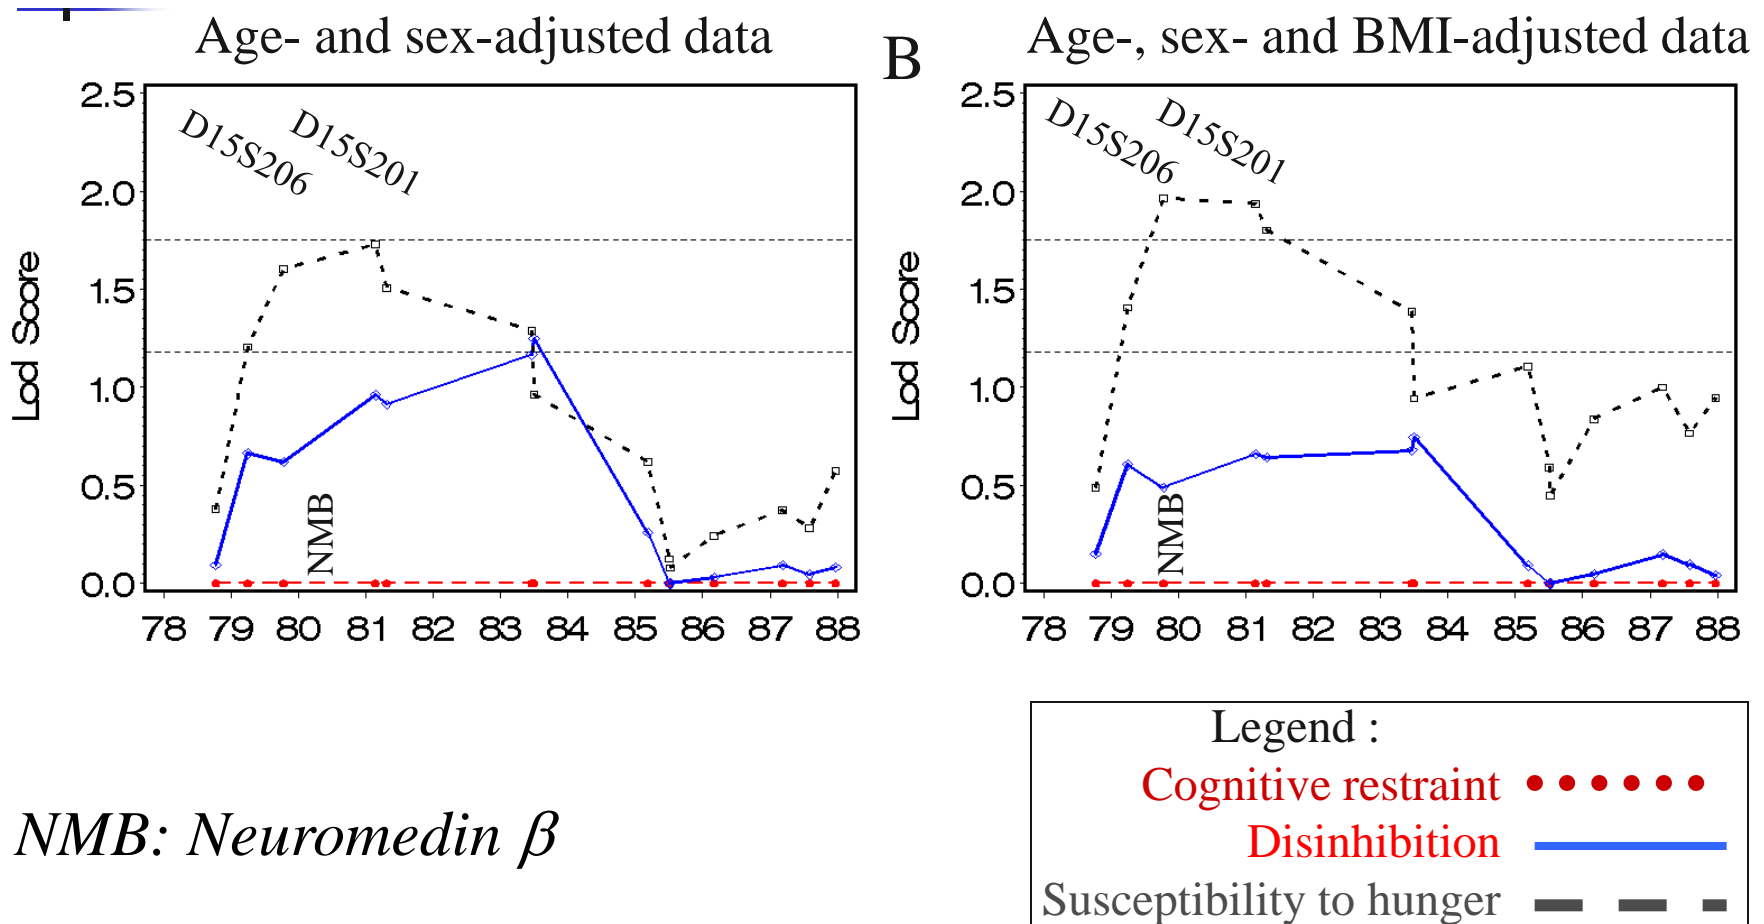 Age- and sex-adjusted data
B
Age-, sex- and BMI-adjusted data
2.5
2.0
1.5
1.0
0.5
0.0
Lod Score
D15S206
D15S201
NMB
78 79 80 81 82 83 84 85 86 87 88
2.5
2.0
1.5
1.0
0.5
0.0
Lod Score
D15S206
D15S201
NMB
78 79 80 81 82 83 84 85 86 87 88
Legend :
Cognitive restraint
Disinhibition
Susceptibility to hunger
NMB: Neuromedin β